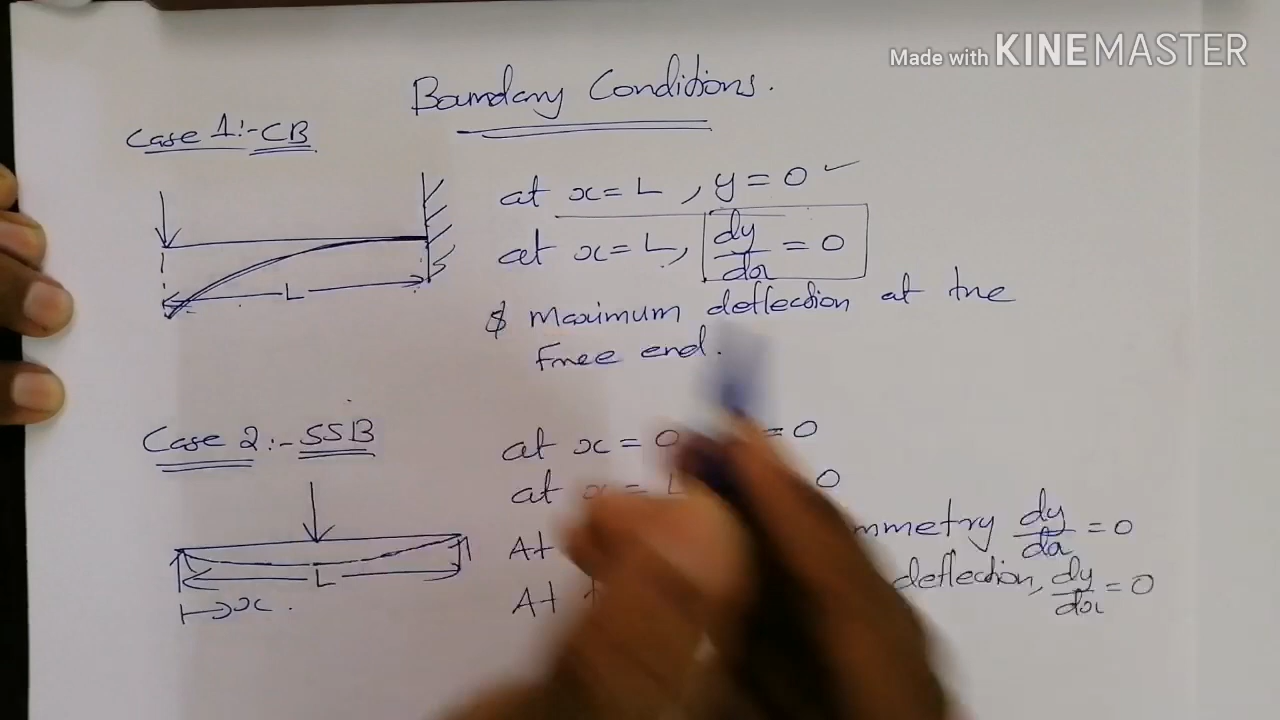 Made with KINEMASTER
Boundary Conditions.
Case 1:- CB
at x = L , y = 0 ✓
at x = L, dy/dx = 0
L
$ Maximum deflection at the
Free end.
Case 2:- SSB
at x = 0 = 0
at x = L 0
At mmetry dy/dx = 0
At deflection, dy/dx = 0
L
x .